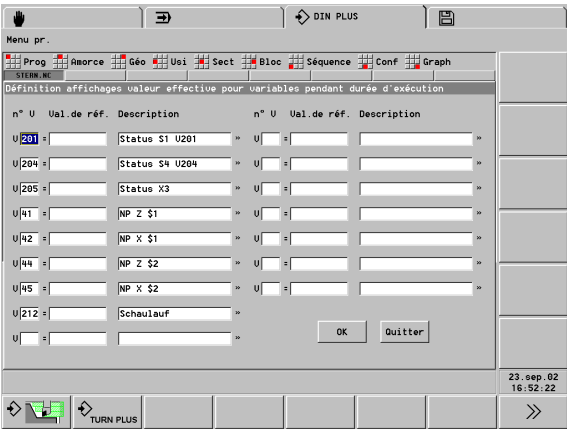 DIN PLUS
Menu pr.
Prog Amorce Géo Usi Sect Bloc Séquence Conf Graph
STERN.NC
Définition affichages valeur effective pour variables pendant durée d'exécution
n° V Val.de réf. Description n° V Val.de réf. Description
V 201 = Status $1 V201 » V = »
V 204 = Status $4 V204 » V = »
V 205 = Status X3 » V = »
V 41 = NP Z $1 » V = »
V 42 = NP X $1 » V = »
V 44 = NP Z $2 » V = »
V 45 = NP X $2 » V = »
V 212 = Schaulauf »
V = »
OK Quitter
23.sep.02
16:52:22
TURN PLUS